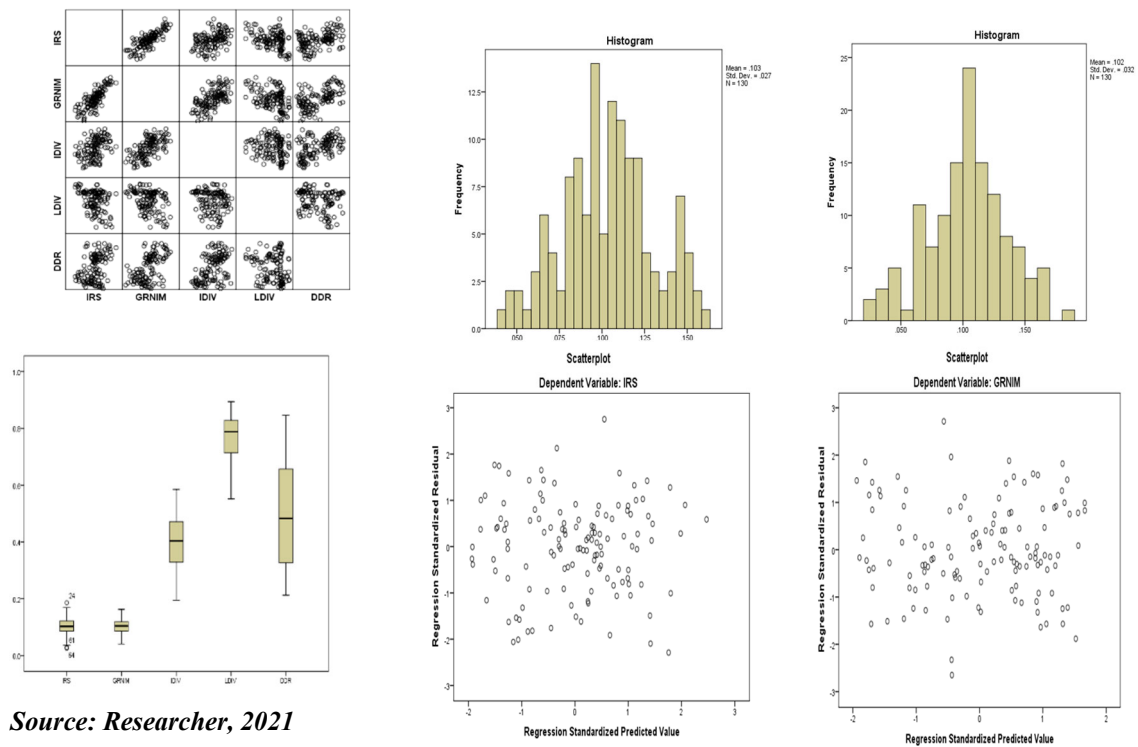 IRS
GRNIM
IDIV
LDIV
DDR
IRS GRNIM IDIV LDIV DDR
Histogram
Mean = .103
Std. Dev. = .027
N = 130
Frequency
12.5
10.0
7.5
5.0
2.5
0.0
.050 .075 .100 .125 .150
Histogram
Mean = .102
Std. Dev. = .032
N = 130
Frequency
25
20
15
10
5
0
.050 .100 .150
1.0
0.8
0.6
0.4
0.2
0.0
24
61
64
IRS GRNIM IDIV LDIV DDR
Scatterplot
Dependent Variable: IRS
Regression Standardized Residual
3
2
1
0
-1
-2
-3
-2 -1 0 1 2 3
Regression Standardized Predicted Value
Scatterplot
Dependent Variable: GRNIM
Regression Standardized Residual
3
2
1
0
-1
-2
-3
-2 -1 0 1 2
Regression Standardized Predicted Value
Source: Researcher, 2021